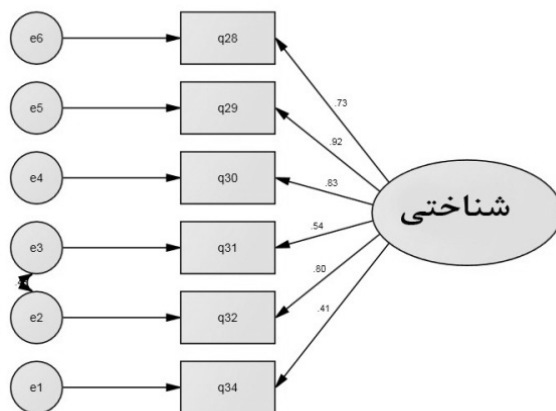 e6 q28
.73
e5 q29
.92
e4 q30
.83
شناختی
e3 q31
.54
e2 q32
.80
.41
e1 q34